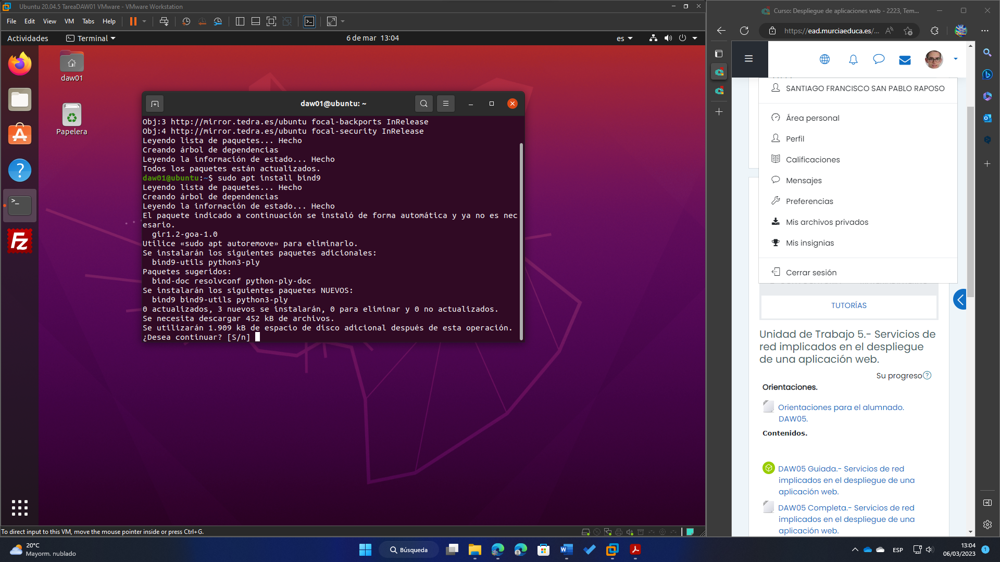 Ubuntu 20.04.5 TareaDAW01 VMware - VMware Workstation
File Edit View VM Tabs Help
Actividades Terminal 6 de mar 13:04 es
daw01
Papelera
daw01@ubuntu: ~
Obj:3 http://mirror.tedra.es/ubuntu focal-backports InRelease
Obj:4 http://mirror.tedra.es/ubuntu focal-security InRelease
Leyendo lista de paquetes... Hecho
Creando árbol de dependencias
Leyendo la información de estado... Hecho
Todos los paquetes están actualizados.
daw01@ubuntu:~$ sudo apt install bind9
Leyendo lista de paquetes... Hecho
Creando árbol de dependencias
Leyendo la información de estado... Hecho
El paquete indicado a continuación se instaló de forma automática y ya no es nec
esario.
gir1.2-goa-1.0
Utilice «sudo apt autoremove» para eliminarlo.
Se instalarán los siguientes paquetes adicionales:
bind9-utils python3-ply
Paquetes sugeridos:
bind-doc resolvconf python-ply-doc
Se instalarán los siguientes paquetes NUEVOS:
bind9 bind9-utils python3-ply
0 actualizados, 3 nuevos se instalarán, 0 para eliminar y 0 no actualizados.
Se necesita descargar 452 kB de archivos.
Se utilizarán 1.909 kB de espacio de disco adicional después de esta operación.
¿Desea continuar? [S/n]
To direct input to this VM, move the mouse pointer inside or press Ctrl+G.
Curso: Despliegue de aplicaciones web - 2223, Tem...
https://ead.murciaeduca.es/...
SANTIAGO FRANCISCO SAN PABLO RAPOSO
Área personal
Perfil
Calificaciones
Mensajes
Preferencias
Mis archivos privados
Mis insignias
Cerrar sesión
TUTORÍAS
Unidad de Trabajo 5.- Servicios de
red implicados en el despliegue
de una aplicación web.
Su progreso
Orientaciones.
Orientaciones para el alumnado.
DAW05.
Contenidos.
DAW05 Guiada.- Servicios de red
implicados en el despliegue de una
aplicación web.
DAW05 Completa.- Servicios de red
implicados en el despliegue de una
aplicación web.
20°C
Mayorm. nublado
Búsqueda
ESP
13:04
06/03/2023
1